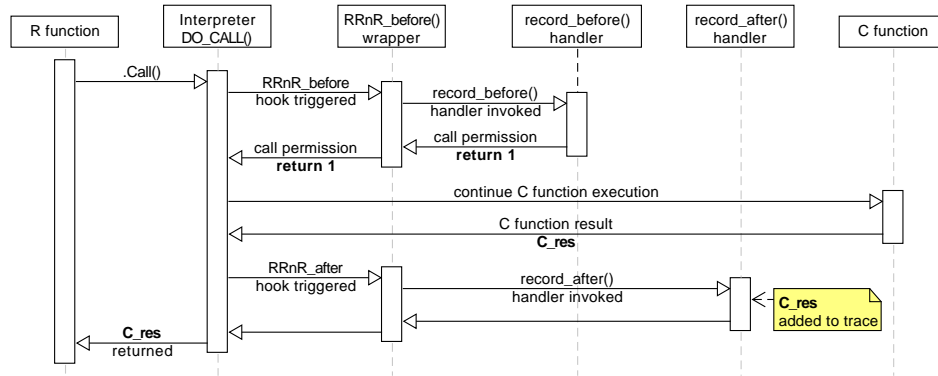 R function
Interpreter
DO_CALL()
RRnR_before()
wrapper
record_before()
handler
record_after()
handler
C function
.Call()
RRnR_before
hook triggered
record_before()
handler invoked
call permission
return 1
call permission
return 1
continue C function execution
C function result
C_res
RRnR_after
hook triggered
record_after()
handler invoked
C_res
added to trace
C_res
returned